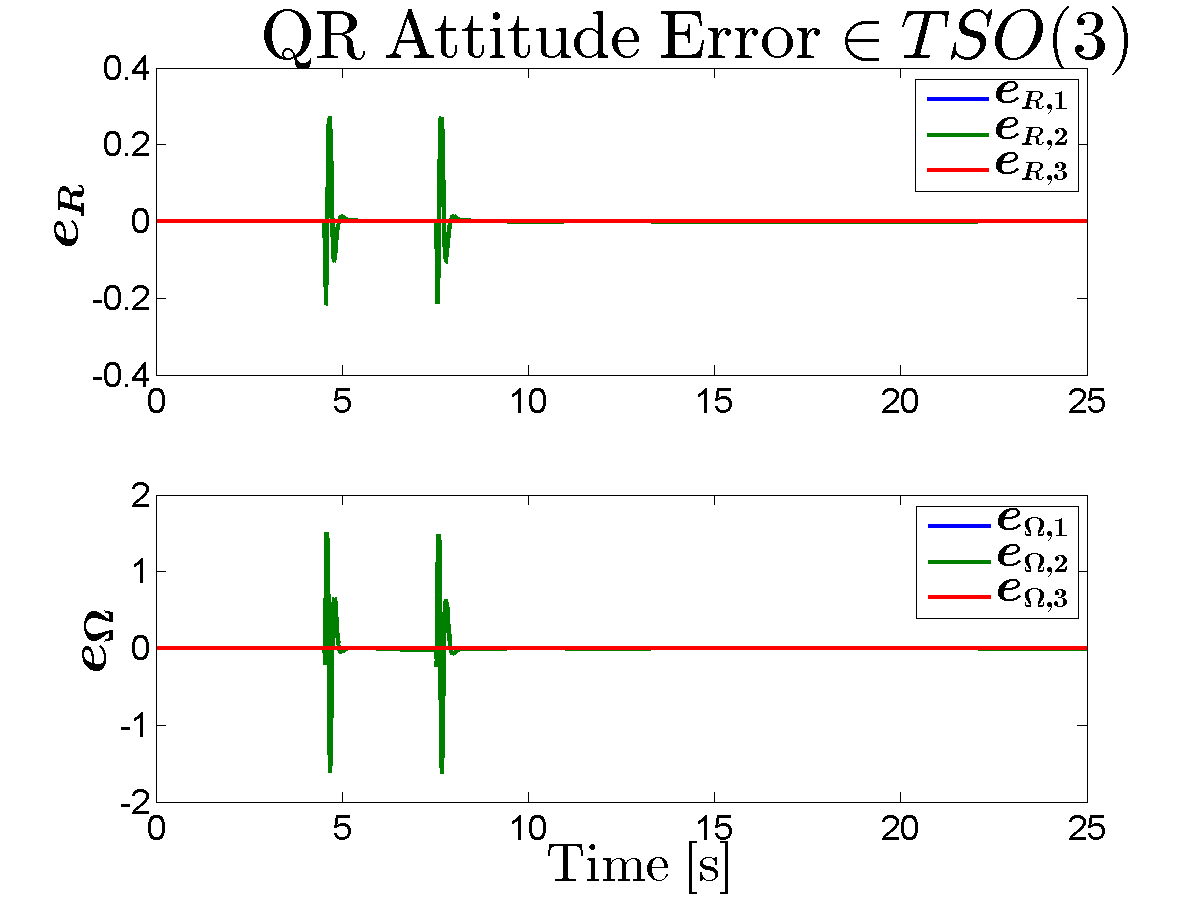 QR Attitude Error ∈ TSO(3)
0.4
0.2
0
-0.2
-0.4
e_R
e_{R,1}
e_{R,2}
e_{R,3}
0 5 10 15 20 25
2
1
0
-1
-2
e_Ω
e_{Ω,1}
e_{Ω,2}
e_{Ω,3}
0 5 10 15 20 25
Time [s]